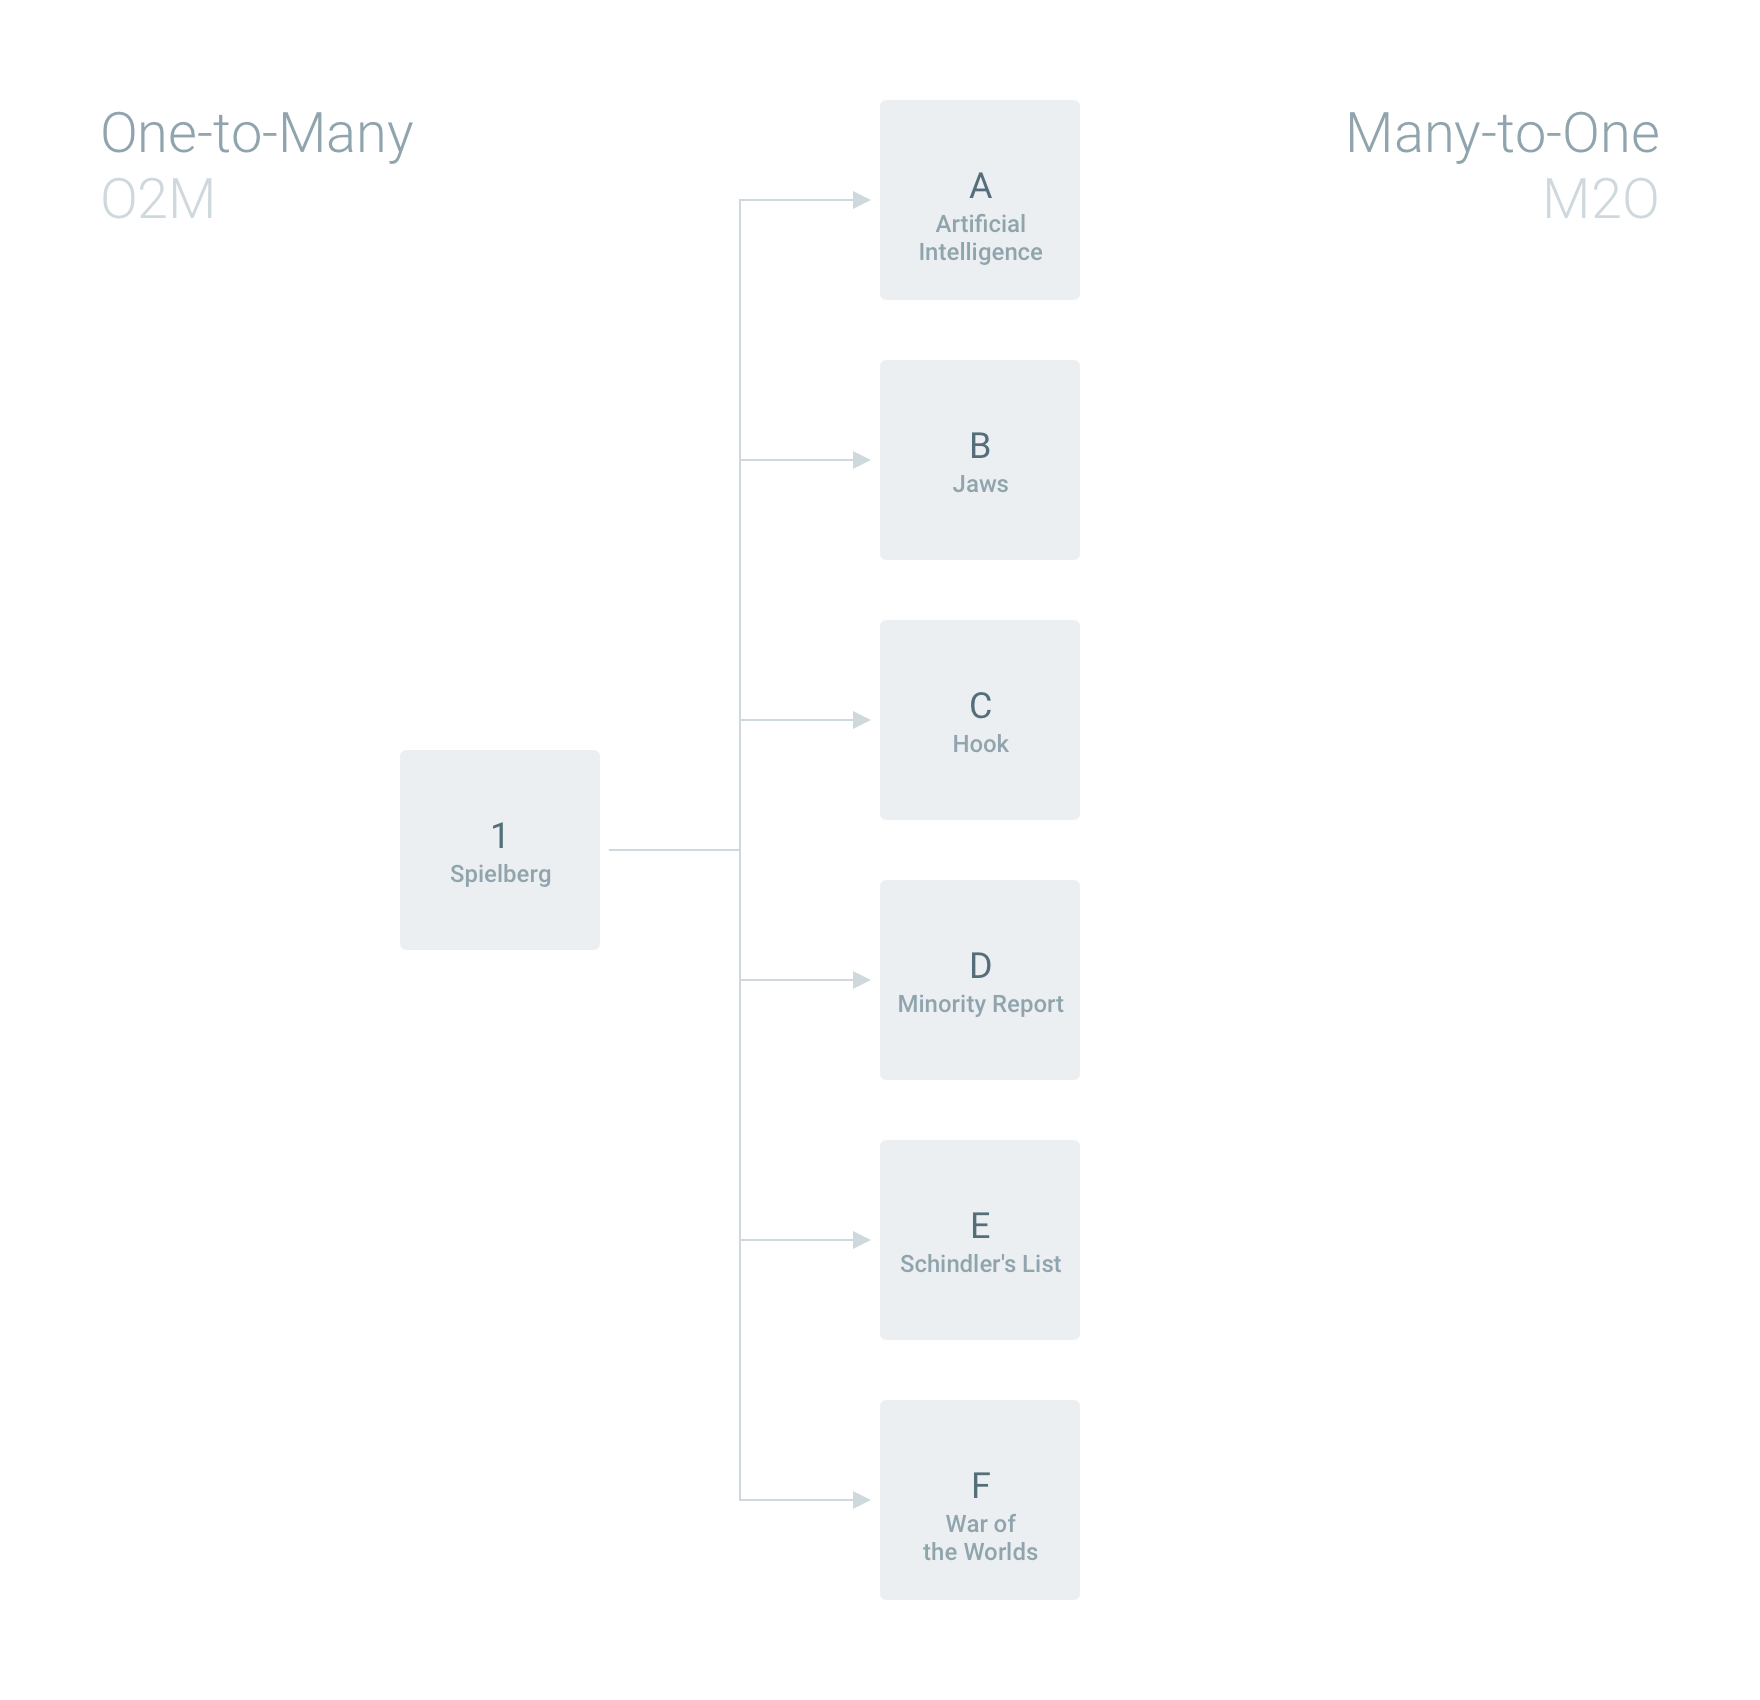 One-to-Many
O2M
Many-to-One
M2O
A
Artificial
Intelligence
B
Jaws
C
Hook
1
Spielberg
D
Minority Report
E
Schindler's List
F
War of
the Worlds